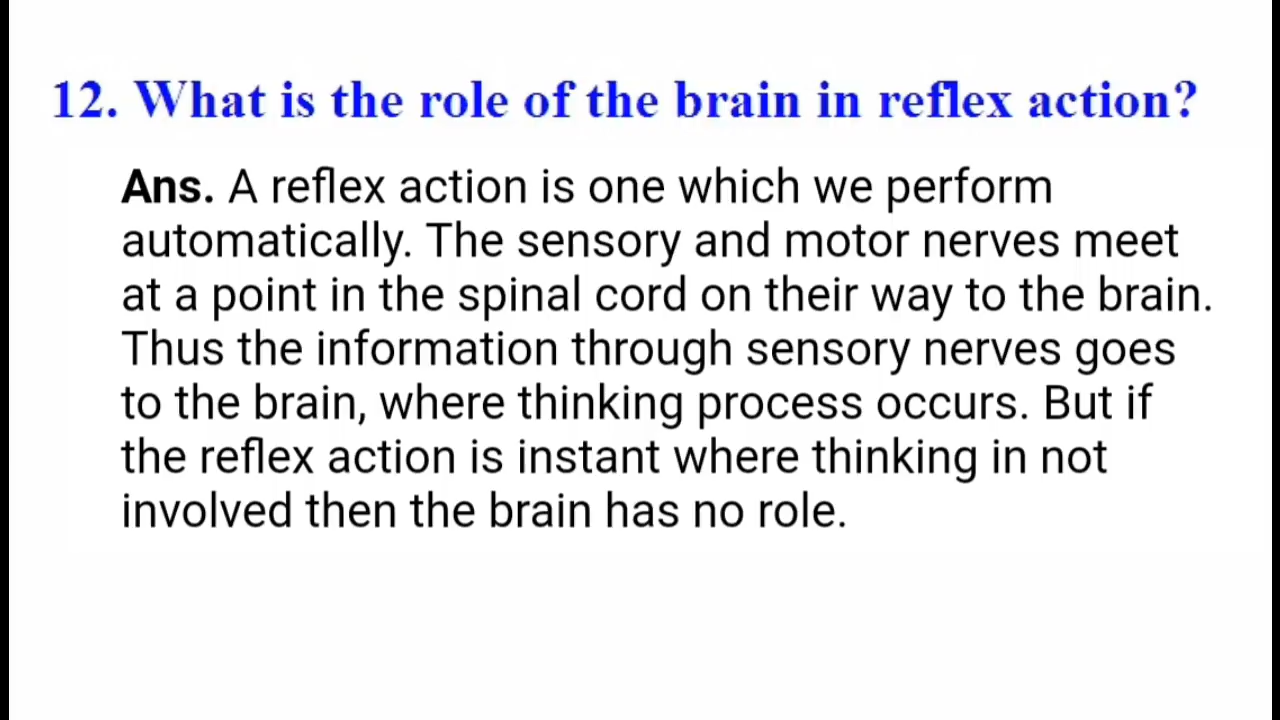 12. What is the role of the brain in reflex action?
Ans. A reflex action is one which we perform
automatically. The sensory and motor nerves meet
at a point in the spinal cord on their way to the brain.
Thus the information through sensory nerves goes
to the brain, where thinking process occurs. But if
the reflex action is instant where thinking in not
involved then the brain has no role.